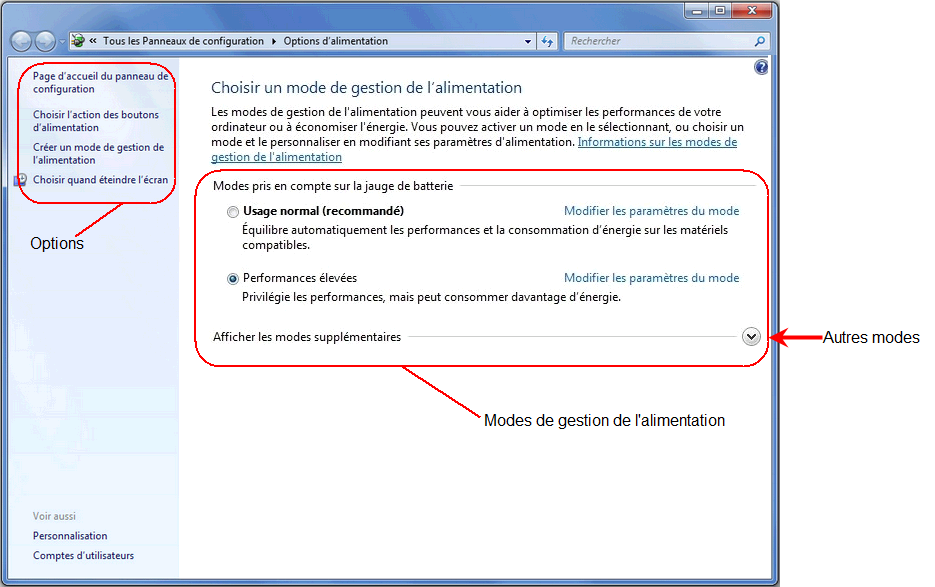 « Tous les Panneaux de configuration ▸ Options d'alimentation
Rechercher
Page d'accueil du panneau de
configuration
Choisir l'action des boutons
d'alimentation
Créer un mode de gestion de
l'alimentation
Choisir quand éteindre l'écran
Options
Choisir un mode de gestion de l'alimentation
Les modes de gestion de l'alimentation peuvent vous aider à optimiser les performances de votre
ordinateur ou à économiser l'énergie. Vous pouvez activer un mode en le sélectionnant, ou choisir un
mode et le personnaliser en modifiant ses paramètres d'alimentation. Informations sur les modes de
gestion de l'alimentation
Modes pris en compte sur la jauge de batterie
Usage normal (recommandé) Modifier les paramètres du mode
Équilibre automatiquement les performances et la consommation d'énergie sur les matériels
compatibles.
Performances élevées Modifier les paramètres du mode
Privilégie les performances, mais peut consommer davantage d'énergie.
Afficher les modes supplémentaires
Autres modes
Modes de gestion de l'alimentation
Voir aussi
Personnalisation
Comptes d'utilisateurs